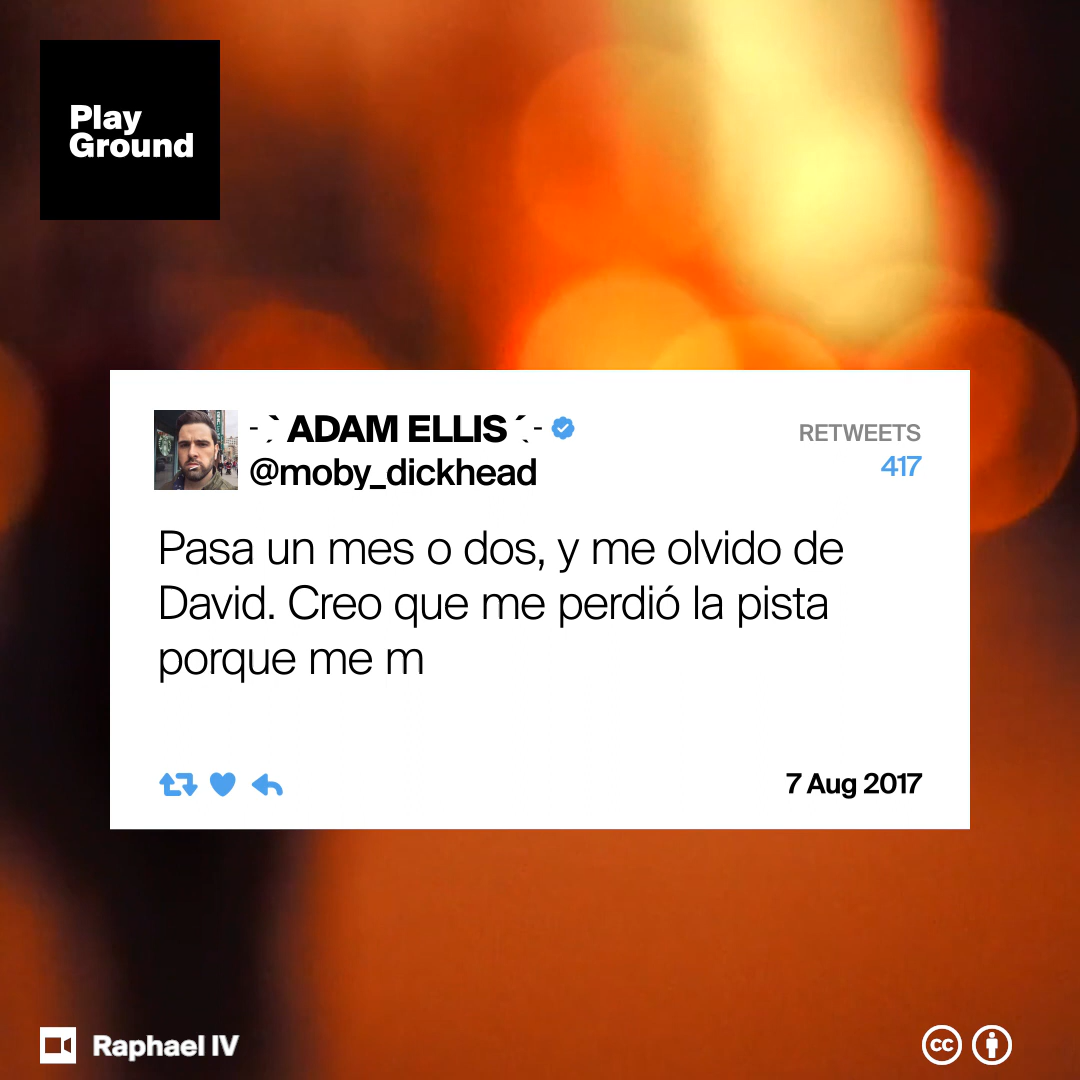 Play
Ground
-ˋˏ ADAM ELLIS ˎˊ-
@moby_dickhead
RETWEETS
417
Pasa un mes o dos, y me olvido de
David. Creo que me perdió la pista
porque me m
7 Aug 2017
Raphael IV
cc